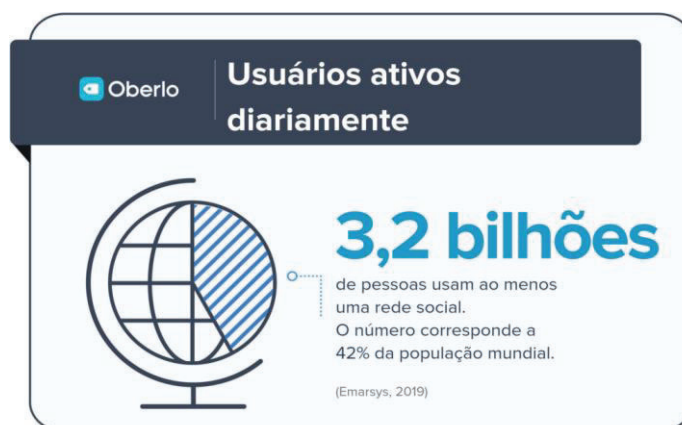 Oberlo
Usuários ativos
diariamente
3,2 bilhões
de pessoas usam ao menos
uma rede social.
O número corresponde a
42% da população mundial.
(Emarsys, 2019)